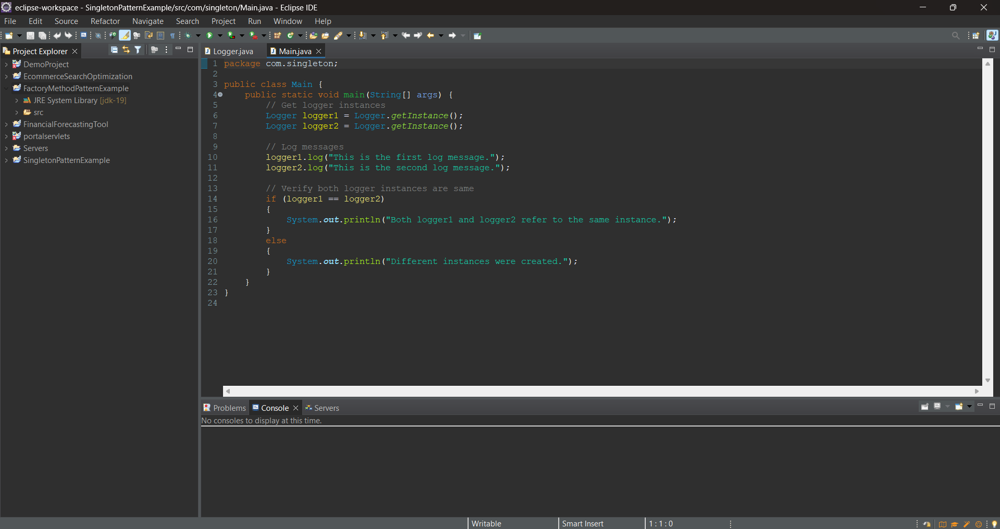 eclipse-workspace - SingletonPatternExample/src/com/singleton/Main.java - Eclipse IDE
File Edit Source Refactor Navigate Search Project Run Window Help
Project Explorer
DemoProject
EcommerceSearchOptimization
FactoryMethodPatternExample
JRE System Library [jdk-19]
src
FinancialForecastingTool
portalservlets
Servers
SingletonPatternExample
Logger.java Main.java
1 package com.singleton;
2
3 public class Main {
4 public static void main(String[] args) {
5 // Get logger instances
6 Logger logger1 = Logger.getInstance();
7 Logger logger2 = Logger.getInstance();
8
9 // Log messages
10 logger1.log("This is the first log message.");
11 logger2.log("This is the second log message.");
12
13 // Verify both logger instances are same
14 if (logger1 == logger2)
15 {
16 System.out.println("Both logger1 and logger2 refer to the same instance.");
17 }
18 else
19 {
20 System.out.println("Different instances were created.");
21 }
22 }
23 }
24
Problems Console Servers
No consoles to display at this time.
Writable Smart Insert 1 : 1 : 0